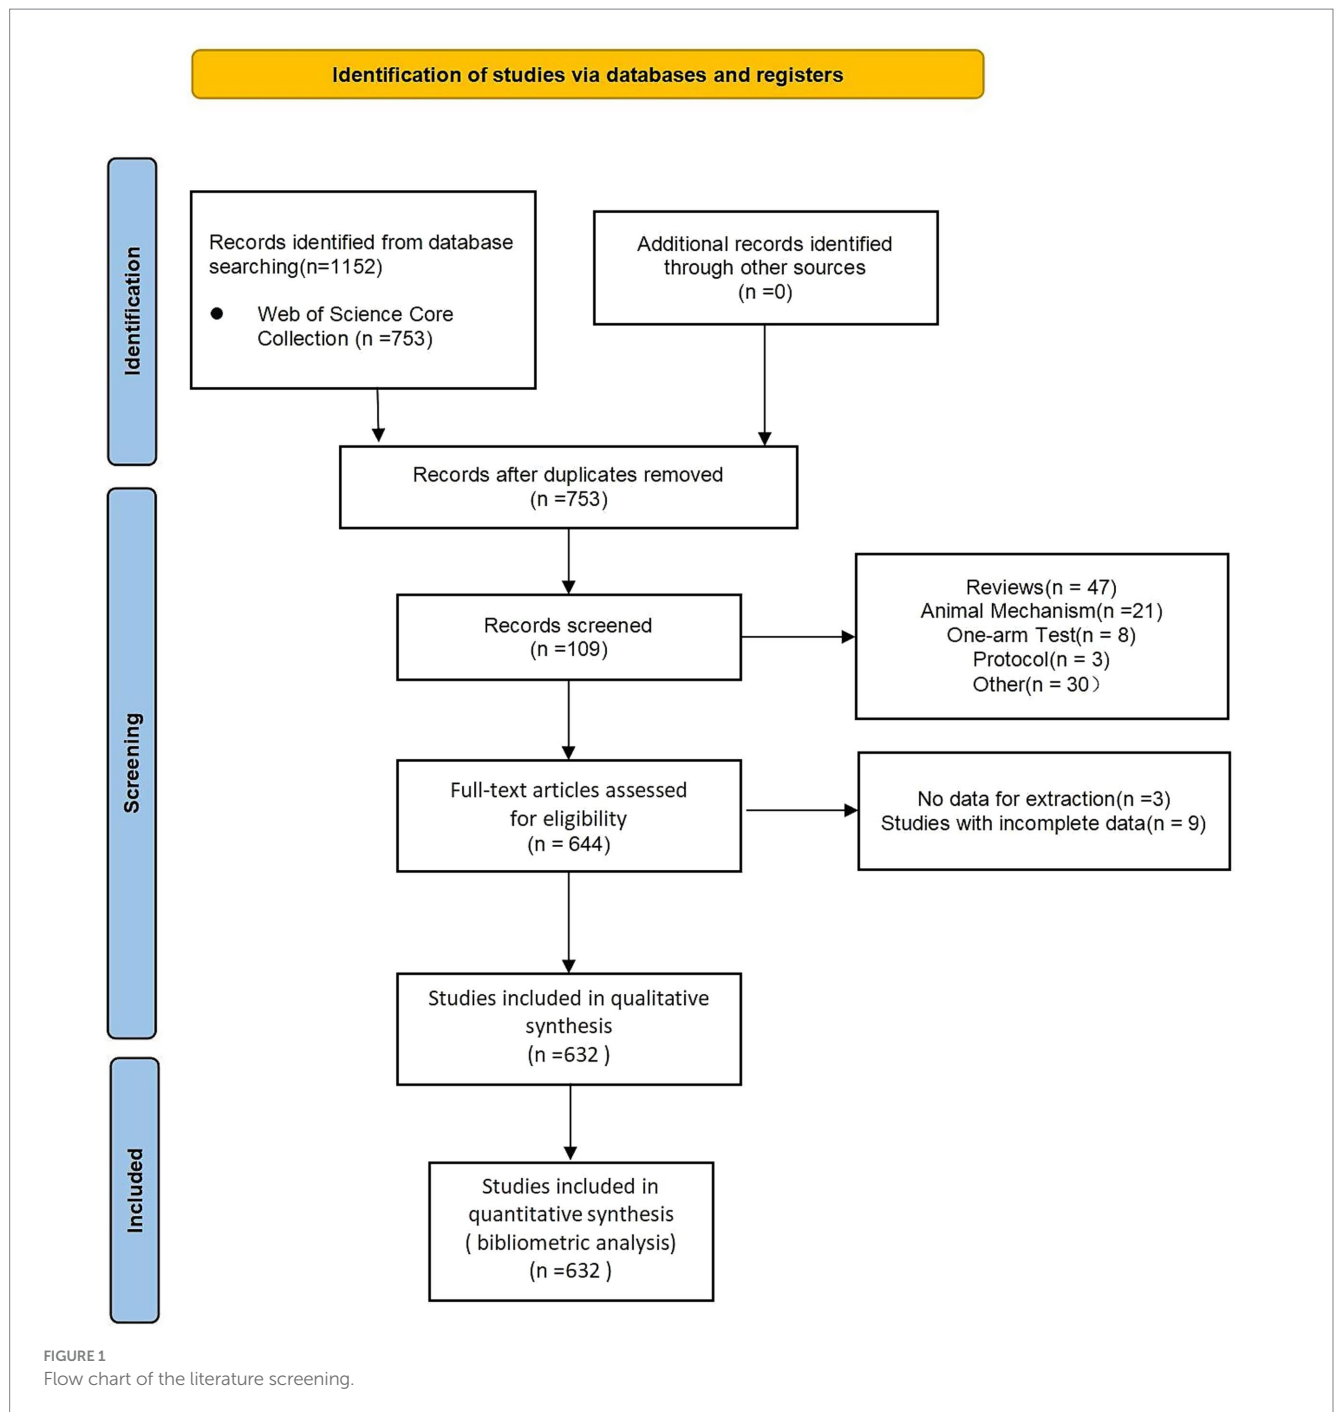 Identification of studies via databases and registers
Identification
Records identified from database
searching(n=1152)
● Web of Science Core
Collection (n =753)
Additional records identified
through other sources
(n =0)
Records after duplicates removed
(n =753)
Screening
Records screened
(n =109)
Reviews(n = 47)
Animal Mechanism(n =21)
One-arm Test(n = 8)
Protocol(n = 3)
Other(n = 30）
Full-text articles assessed
for eligibility
(n = 644)
No data for extraction(n =3)
Studies with incomplete data(n = 9)
Studies included in qualitative
synthesis
(n =632 )
Included
Studies included in
quantitative synthesis
( bibliometric analysis)
(n =632 )
FIGURE 1
Flow chart of the literature screening.